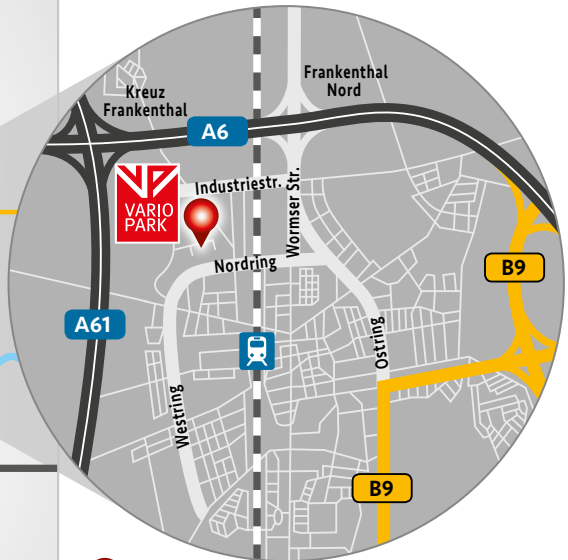 Frankenthal
Nord
Kreuz
Frankenthal
A6
Industriestr.
VARIO
PARK
Wormser Str.
Nordring
B9
A61
Ostring
Westring
B9